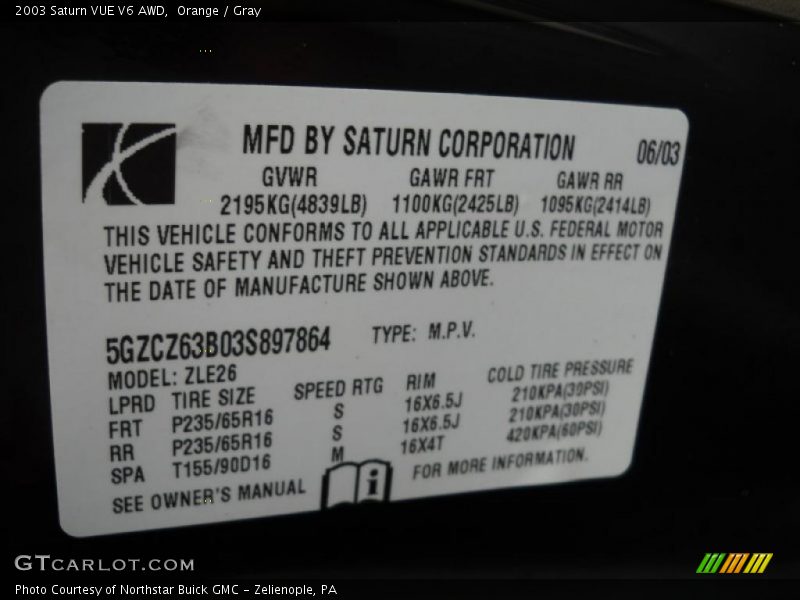 2003 Saturn VUE V6 AWD, Orange / Gray
MFD BY SATURN CORPORATION 06/03
GVWR GAWR FRT GAWR RR
2195KG(4839LB) 1100KG(2425LB) 1095KG(2414LB)
THIS VEHICLE CONFORMS TO ALL APPLICABLE U.S. FEDERAL MOTOR
VEHICLE SAFETY AND THEFT PREVENTION STANDARDS IN EFFECT ON
THE DATE OF MANUFACTURE SHOWN ABOVE.
5GZCZ63B03S897864 TYPE: M.P.V.
MODEL: ZLE26
LPRD TIRE SIZE SPEED RTG RIM COLD TIRE PRESSURE
FRT P235/65R16 S 16X6.5J 210KPA(30PSI)
RR P235/65R16 S 16X6.5J 210KPA(30PSI)
SPA T155/90D16 M 16X4T 420KPA(60PSI)
SEE OWNER'S MANUAL i FOR MORE INFORMATION.
GTCARLOT.COM
Photo Courtesy of Northstar Buick GMC – Zelienople, PA